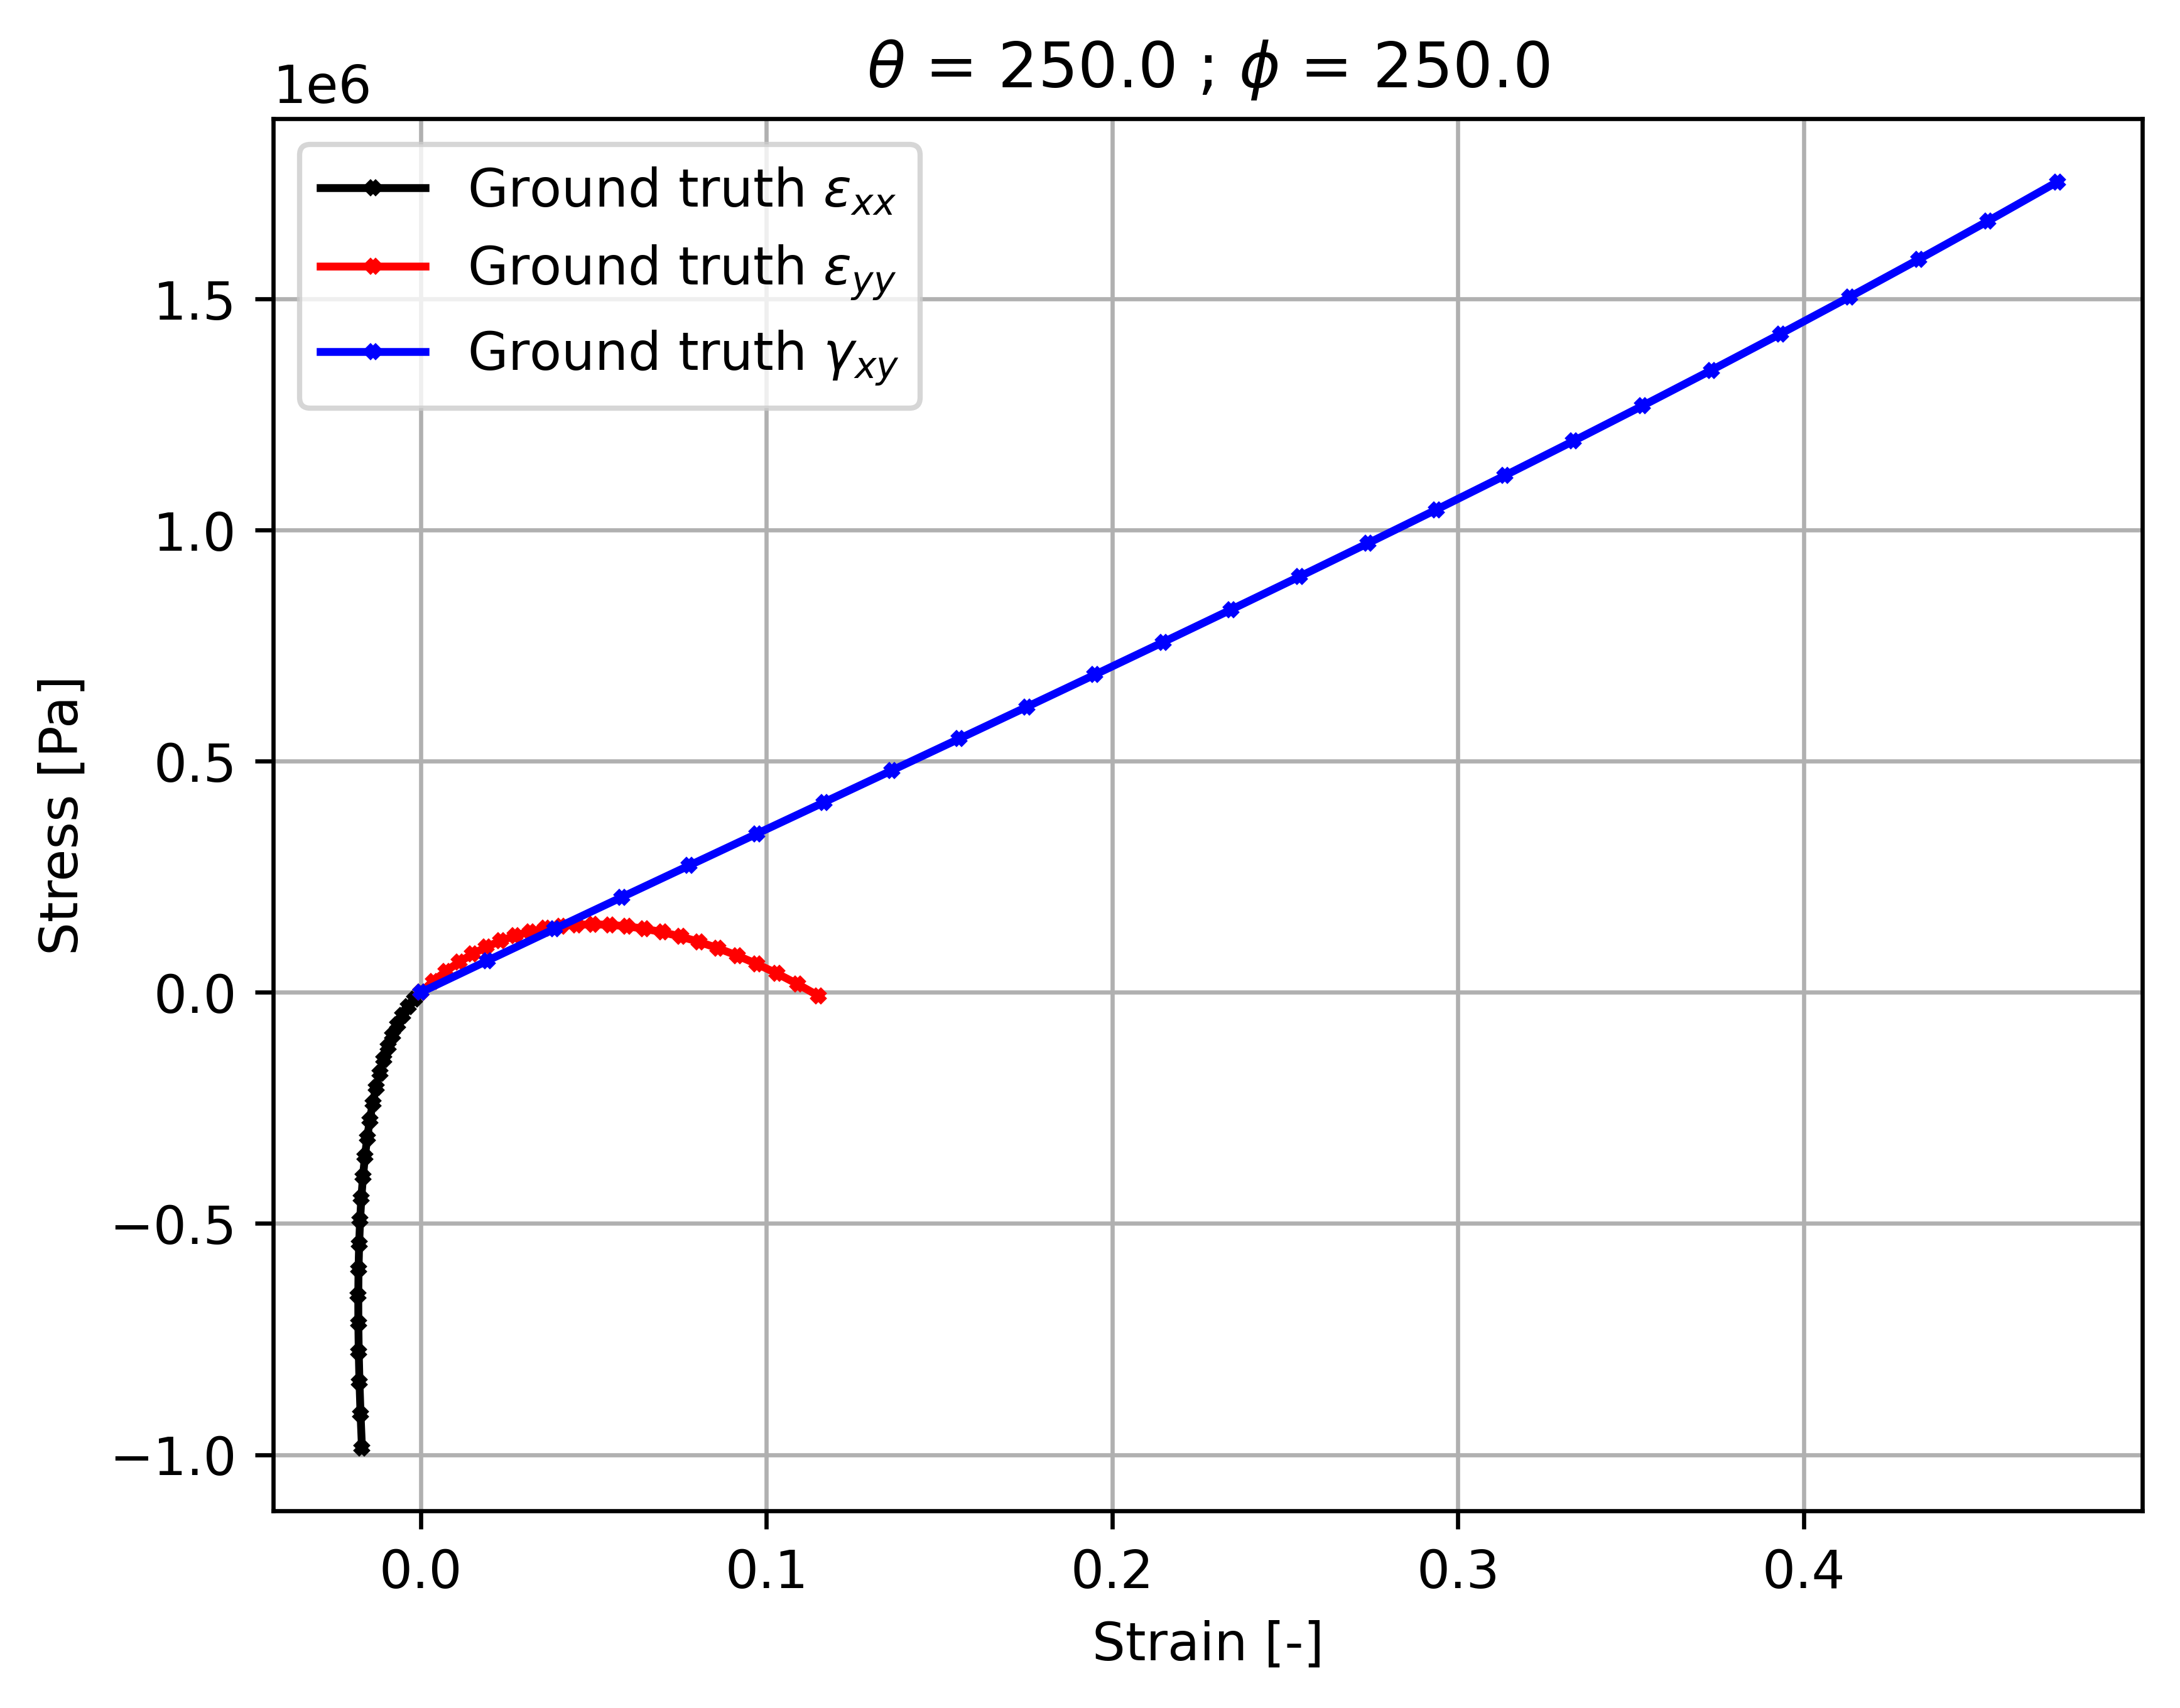 θ = 250.0 ; ϕ = 250.0
1e6
Ground truth εxx
Ground truth εyy
Ground truth γxy
1.5
1.0
0.5
0.0
−0.5
−1.0
Stress [Pa]
0.0 0.1 0.2 0.3 0.4
Strain [-]